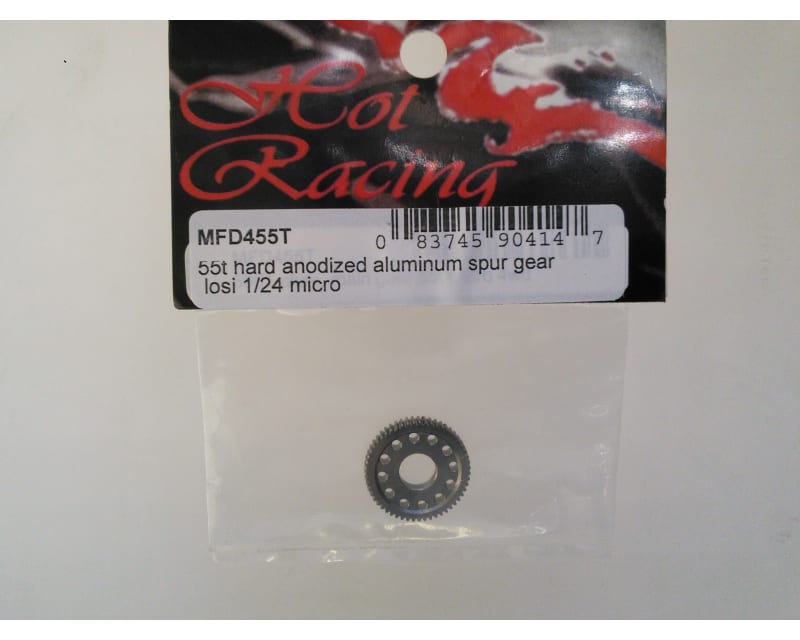 Hot
Racing
MFD455T
0 83745 90414 7
55t hard anodized aluminum spur gear
losi 1/24 micro